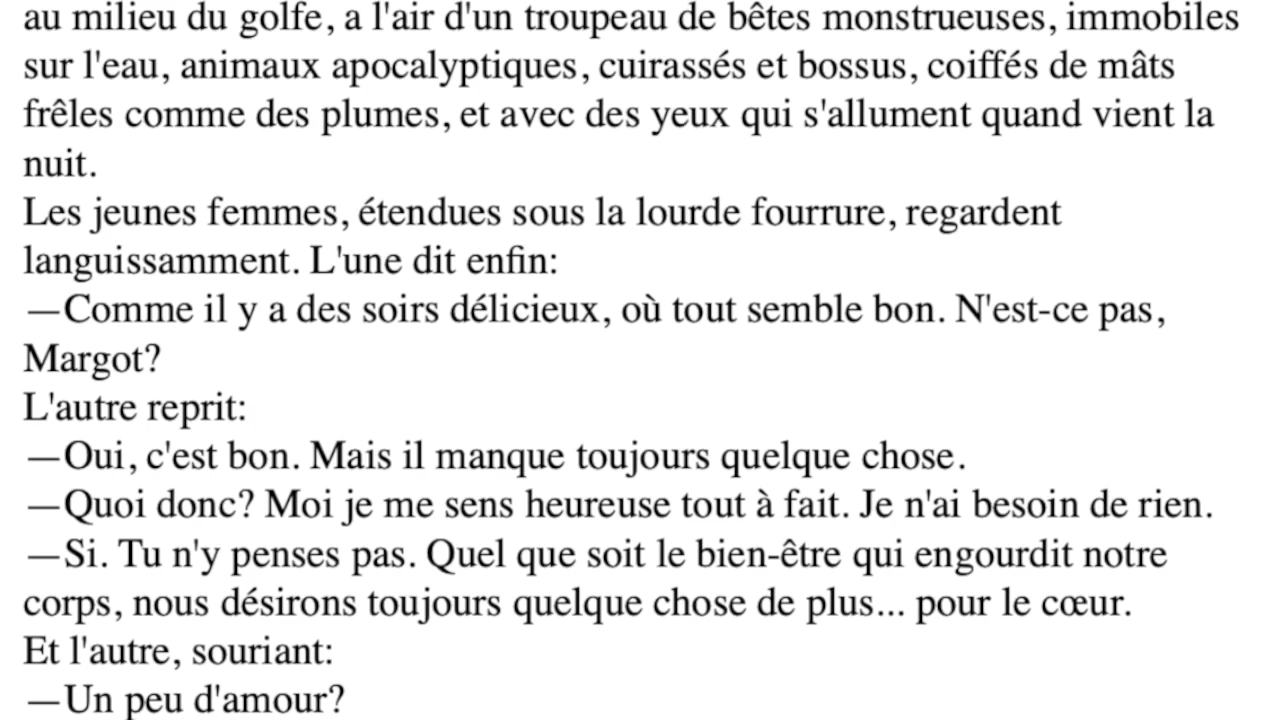 au milieu du golfe, a l'air d'un troupeau de bêtes monstrueuses, immobiles
sur l'eau, animaux apocalyptiques, cuirassés et bossus, coiffés de mâts
frêles comme des plumes, et avec des yeux qui s'allument quand vient la
nuit.
Les jeunes femmes, étendues sous la lourde fourrure, regardent
languissamment. L'une dit enfin:
—Comme il y a des soirs délicieux, où tout semble bon. N'est-ce pas,
Margot?
L'autre reprit:
—Oui, c'est bon. Mais il manque toujours quelque chose.
—Quoi donc? Moi je me sens heureuse tout à fait. Je n'ai besoin de rien.
—Si. Tu n'y penses pas. Quel que soit le bien-être qui engourdit notre
corps, nous désirons toujours quelque chose de plus... pour le cœur.
Et l'autre, souriant:
—Un peu d'amour?